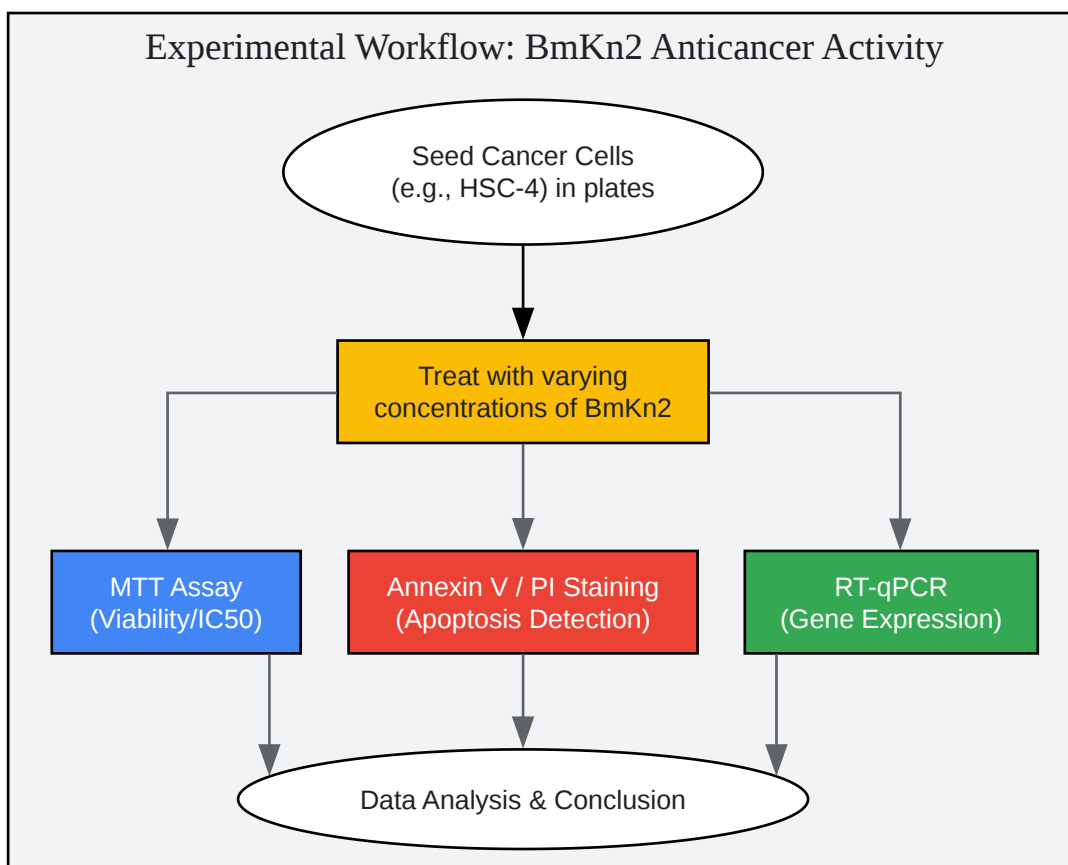 Experimental Workflow: BmKn2 Anticancer Activity
Seed Cancer Cells
(e.g., HSC-4) in plates
Treat with varying
concentrations of BmKn2
MTT Assay
(Viability/IC50)
Annexin V / PI Staining
(Apoptosis Detection)
RT-qPCR
(Gene Expression)
Data Analysis & Conclusion